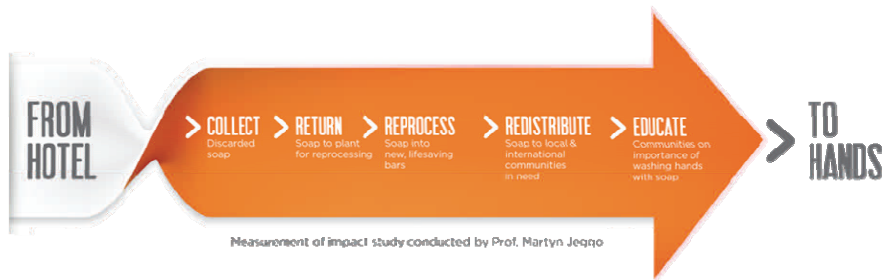 FROM
HOTEL
COLLECT
Discarded
soap
RETURN
Soap to plant
for reprocessing
REPROCESS
Soap into
new, lifesaving
bars
REDISTRIBUTE
Soap to local &
international
communities
in need
EDUCATE
Communities on
importance of
washing hands
with soap
TO
HANDS
Measurement of impact study conducted by Prof. Martyn Jeggo